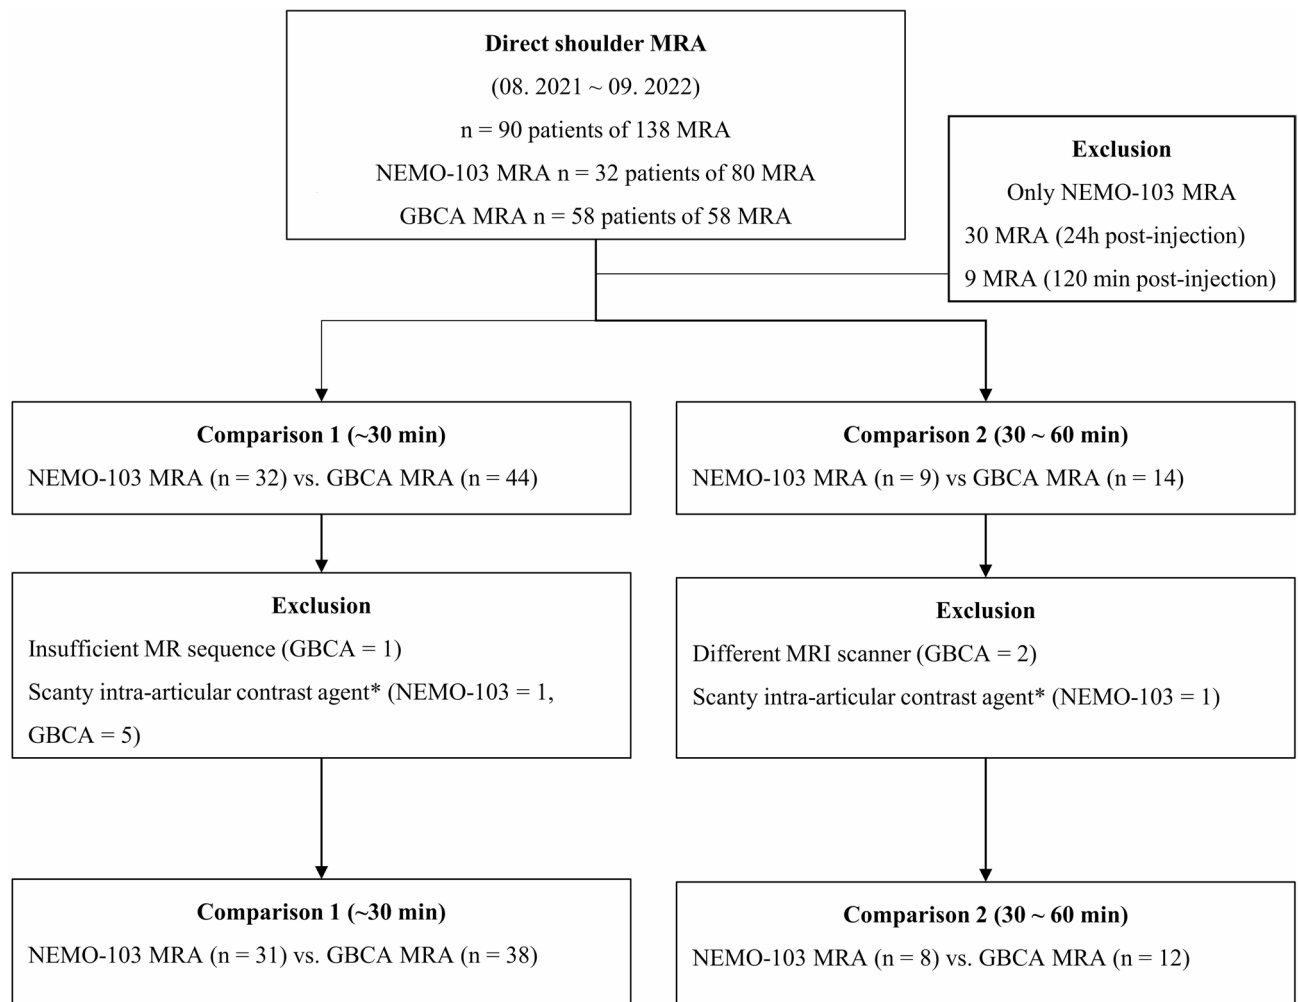 Direct shoulder MRA
(08. 2021 ~ 09. 2022)
n = 90 patients of 138 MRA
NEMO-103 MRA n = 32 patients of 80 MRA
GBCA MRA n = 58 patients of 58 MRA
Exclusion
Only NEMO-103 MRA
30 MRA (24h post-injection)
9 MRA (120 min post-injection)
Comparison 1 (~30 min)
NEMO-103 MRA (n = 32) vs. GBCA MRA (n = 44)
Comparison 2 (30 ~ 60 min)
NEMO-103 MRA (n = 9) vs GBCA MRA (n = 14)
Exclusion
Insufficient MR sequence (GBCA = 1)
Scanty intra-articular contrast agent* (NEMO-103 = 1,
GBCA = 5)
Exclusion
Different MRI scanner (GBCA = 2)
Scanty intra-articular contrast agent* (NEMO-103 = 1)
Comparison 1 (~30 min)
NEMO-103 MRA (n = 31) vs. GBCA MRA (n = 38)
Comparison 2 (30 ~ 60 min)
NEMO-103 MRA (n = 8) vs. GBCA MRA (n = 12)